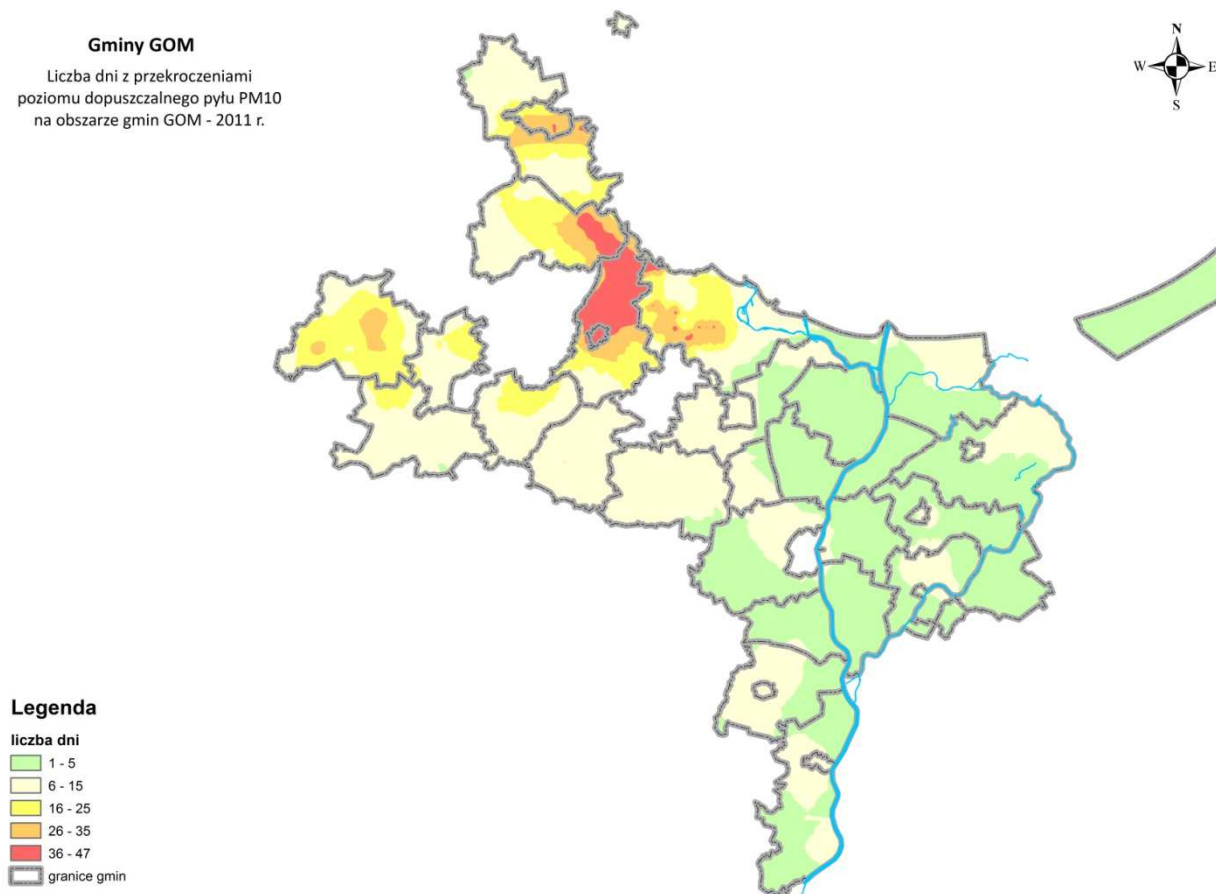 Gminy GOM
Liczba dni z przekroczeniami
poziomu dopuszczalnego pyłu PM10
na obszarze gmin GOM - 2011 r.
N
W E
S
Legenda
liczba dni
1 - 5
6 - 15
16 - 25
26 - 35
36 - 47
granice gmin